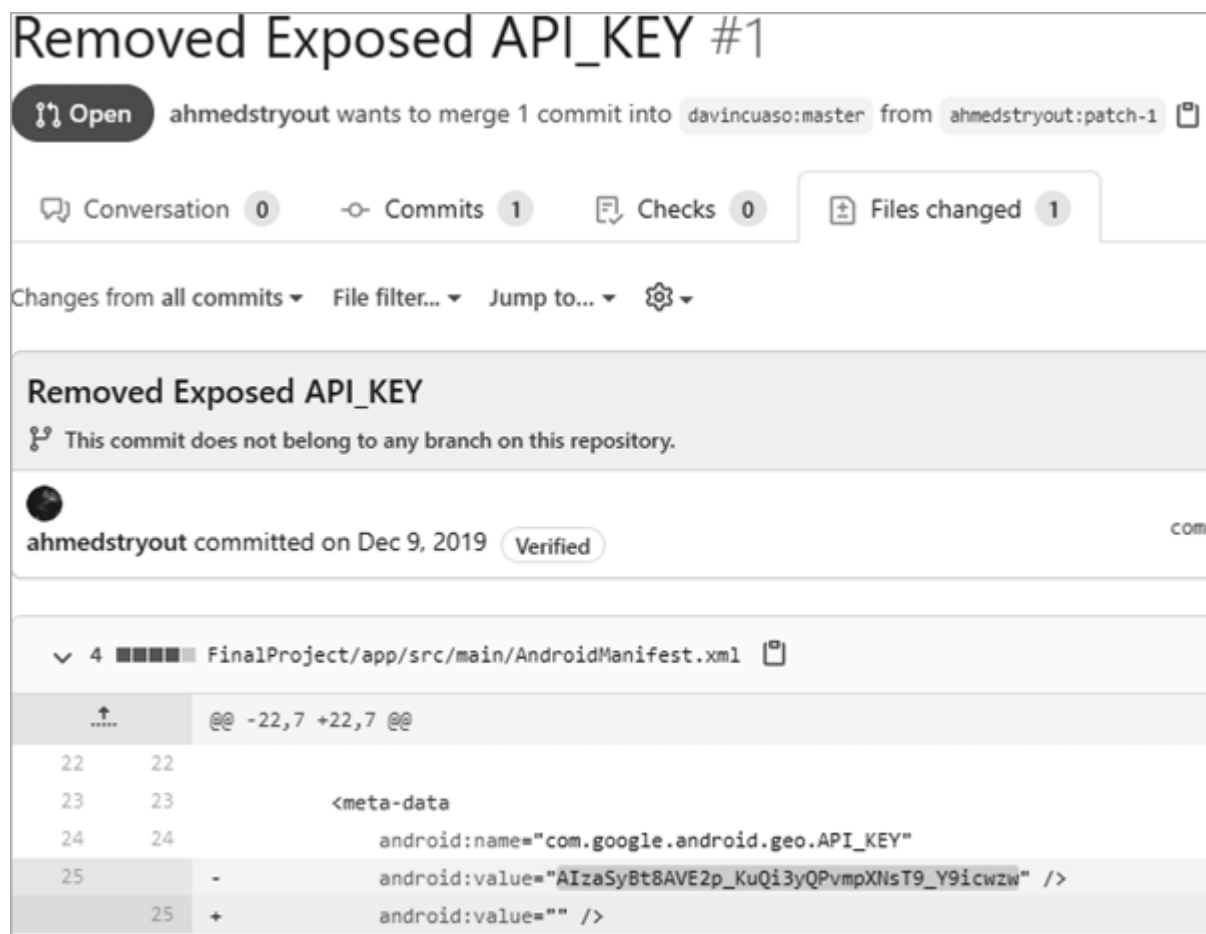 Removed Exposed API_KEY #1
Open ahmedstryout wants to merge 1 commit into davincuaso:master from ahmedstryout:patch-1
Conversation 0 Commits 1 Checks 0 Files changed 1
Changes from all commits File filter... Jump to...
Removed Exposed API_KEY
This commit does not belong to any branch on this repository.
ahmedstryout committed on Dec 9, 2019 Verified
com
4 FinalProject/app/src/main/AndroidManifest.xml
@@ -22,7 +22,7 @@
22 22
23 23 <meta-data
24 24 android:name="com.google.android.geo.API_KEY"
25 - android:value="AIzaSyBt8AVE2p_KuQi3yQPvmpXNsT9_Y9icwzw" />
25 + android:value="" />